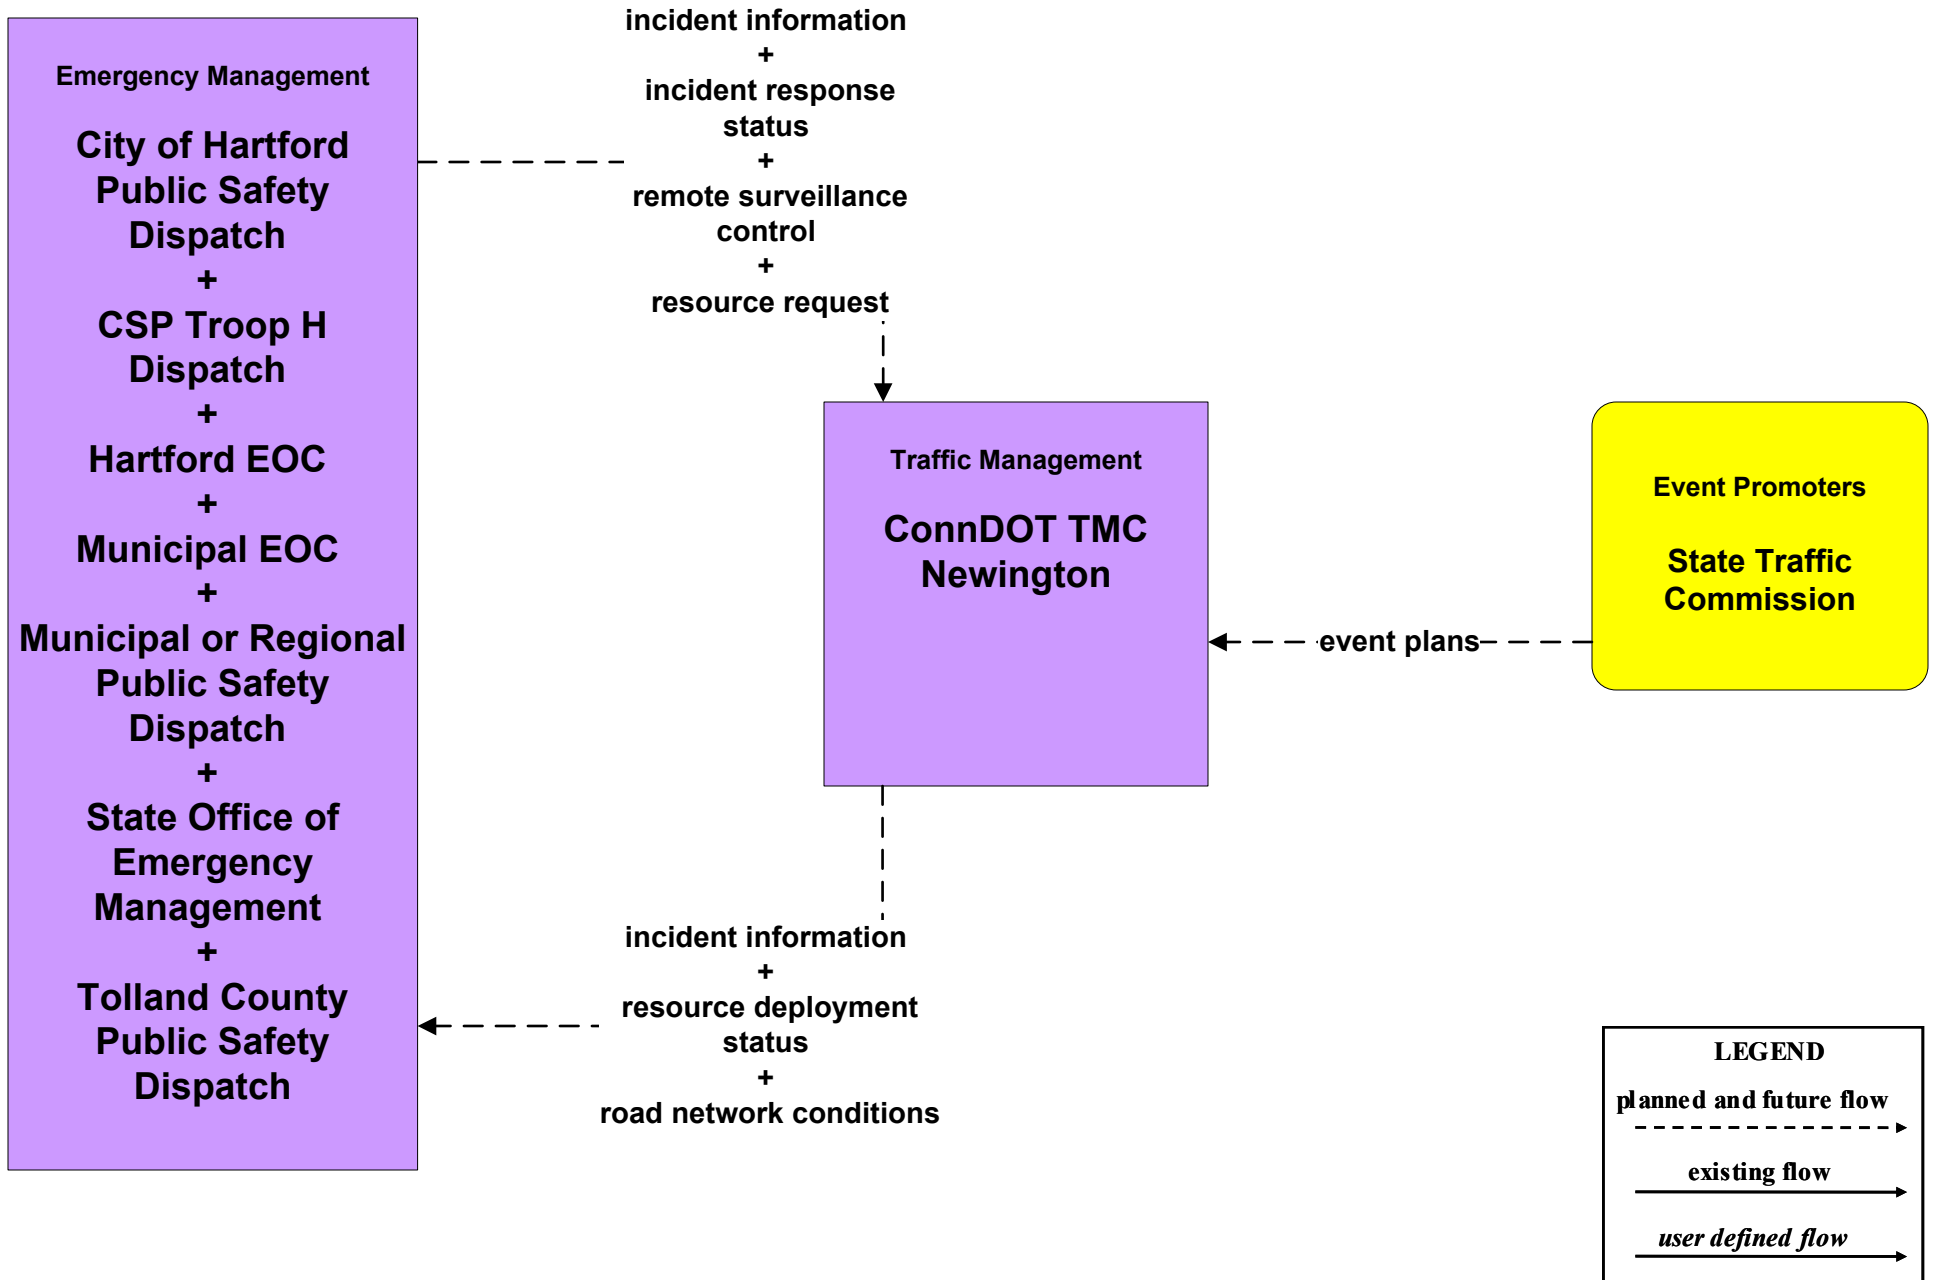 Emergency Management
City of Hartford
Public Safety
Dispatch
+
CSP Troop H
Dispatch
+
Hartford EOC
+
Municipal EOC
+
Municipal or Regional
Public Safety
Dispatch
+
State Office of
Emergency
Management
+
Tolland County
Public Safety
Dispatch
incident information
+
incident response
status
+
remote surveillance
control
+
resource request
Traffic Management
ConnDOT TMC
Newington
event plans
Event Promoters
State Traffic
Commission
incident information
+
resource deployment
status
+
road network conditions
LEGEND
planned and future flow
existing flow
user defined flow